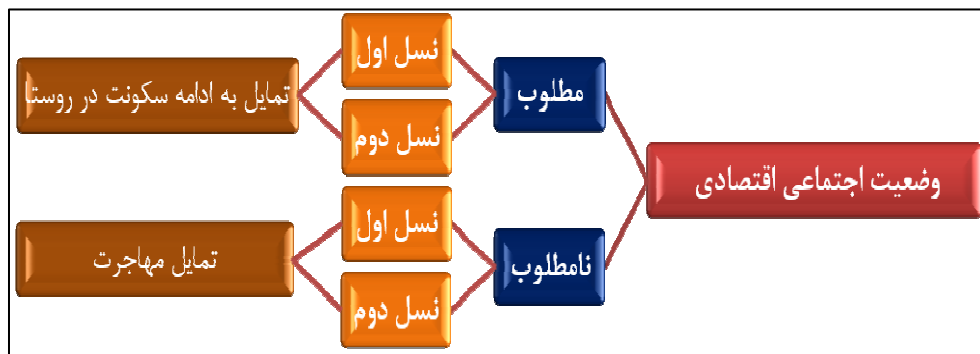 وضعیت اجتماعی اقتصادی
مطلوب
نسل اول
نسل دوم
تمایل به ادامه سکونت در روستا
نامطلوب
نسل اول
نسل دوم
تمایل مهاجرت